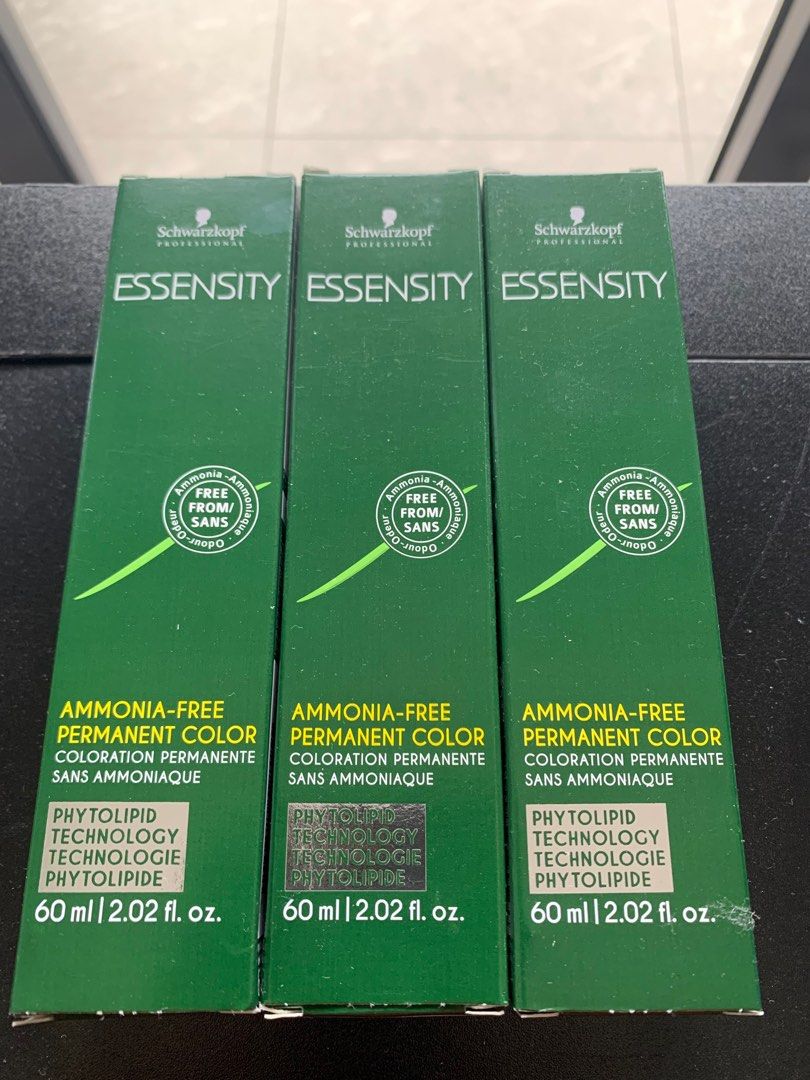 Schwarzkopf
PROFESSIONAL
ESSENSITY
Ammonia-Ammoniaque · Odour-Odeur ·
FREE
FROM/
SANS
AMMONIA-FREE
PERMANENT COLOR
COLORATION PERMANENTE
SANS AMMONIAQUE
PHYTOLIPID
TECHNOLOGY
TECHNOLOGIE
PHYTOLIPIDE
60 ml | 2.02 fl. oz.
Schwarzkopf
PROFESSIONAL
ESSENSITY
Ammonia-Ammoniaque · Odour-Odeur ·
FREE
FROM/
SANS
AMMONIA-FREE
PERMANENT COLOR
COLORATION PERMANENTE
SANS AMMONIAQUE
PHYTOLIPID
TECHNOLOGY
TECHNOLOGIE
PHYTOLIPIDE
60 ml | 2.02 fl. oz.
Schwarzkopf
PROFESSIONAL
ESSENSITY
Ammonia-Ammoniaque · Odour-Odeur ·
FREE
FROM/
SANS
AMMONIA-FREE
PERMANENT COLOR
COLORATION PERMANENTE
SANS AMMONIAQUE
PHYTOLIPID
TECHNOLOGY
TECHNOLOGIE
PHYTOLIPIDE
60 ml | 2.02 fl. oz.